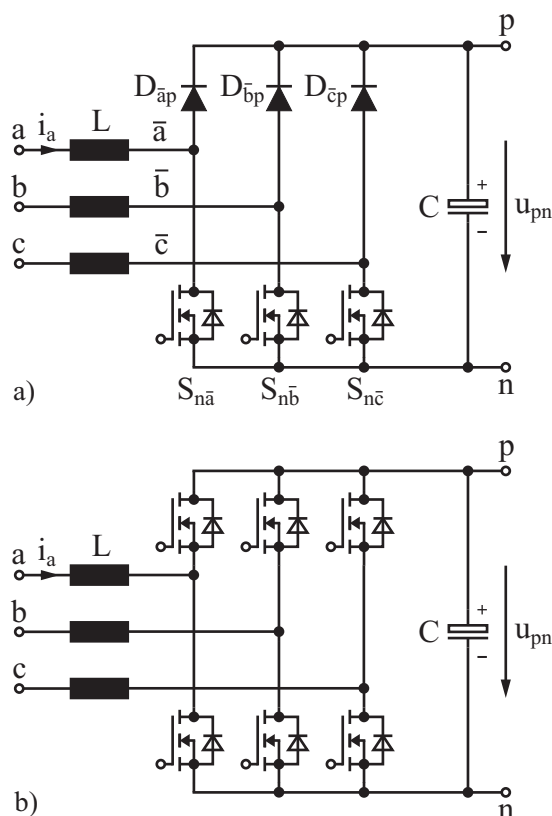 p
D_āp D_b̄p D_c̄p
a i_a L ā
b b̄
c c̄
C + −
u_pn
S_nā S_nb̄ S_nc̄
n
a)
p
a i_a L
b
c
C + −
u_pn
n
b)